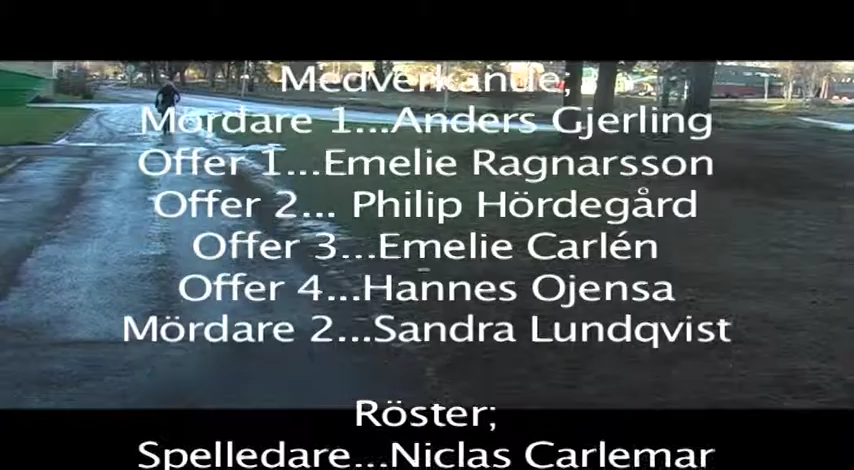 Medverkande;
Mördare 1...Anders Gjerling
Offer 1...Emelie Ragnarsson
Offer 2... Philip Hördegård
Offer 3...Emelie Carlén
Offer 4...Hannes Ojensa
Mördare 2...Sandra Lundqvist
Röster;
Spelledare...Niclas Carlemar